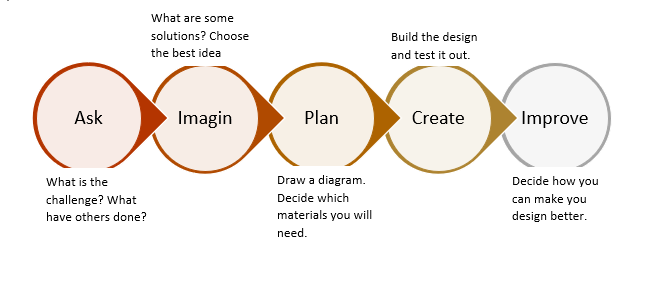 What are some
solutions? Choose
the best idea
Build the design
and test it out.
Ask
Imagin
Plan
Create
Improve
What is the
challenge? What
have others done?
Draw a diagram.
Decide which
materials you will
need.
Decide how you
can make you
design better.